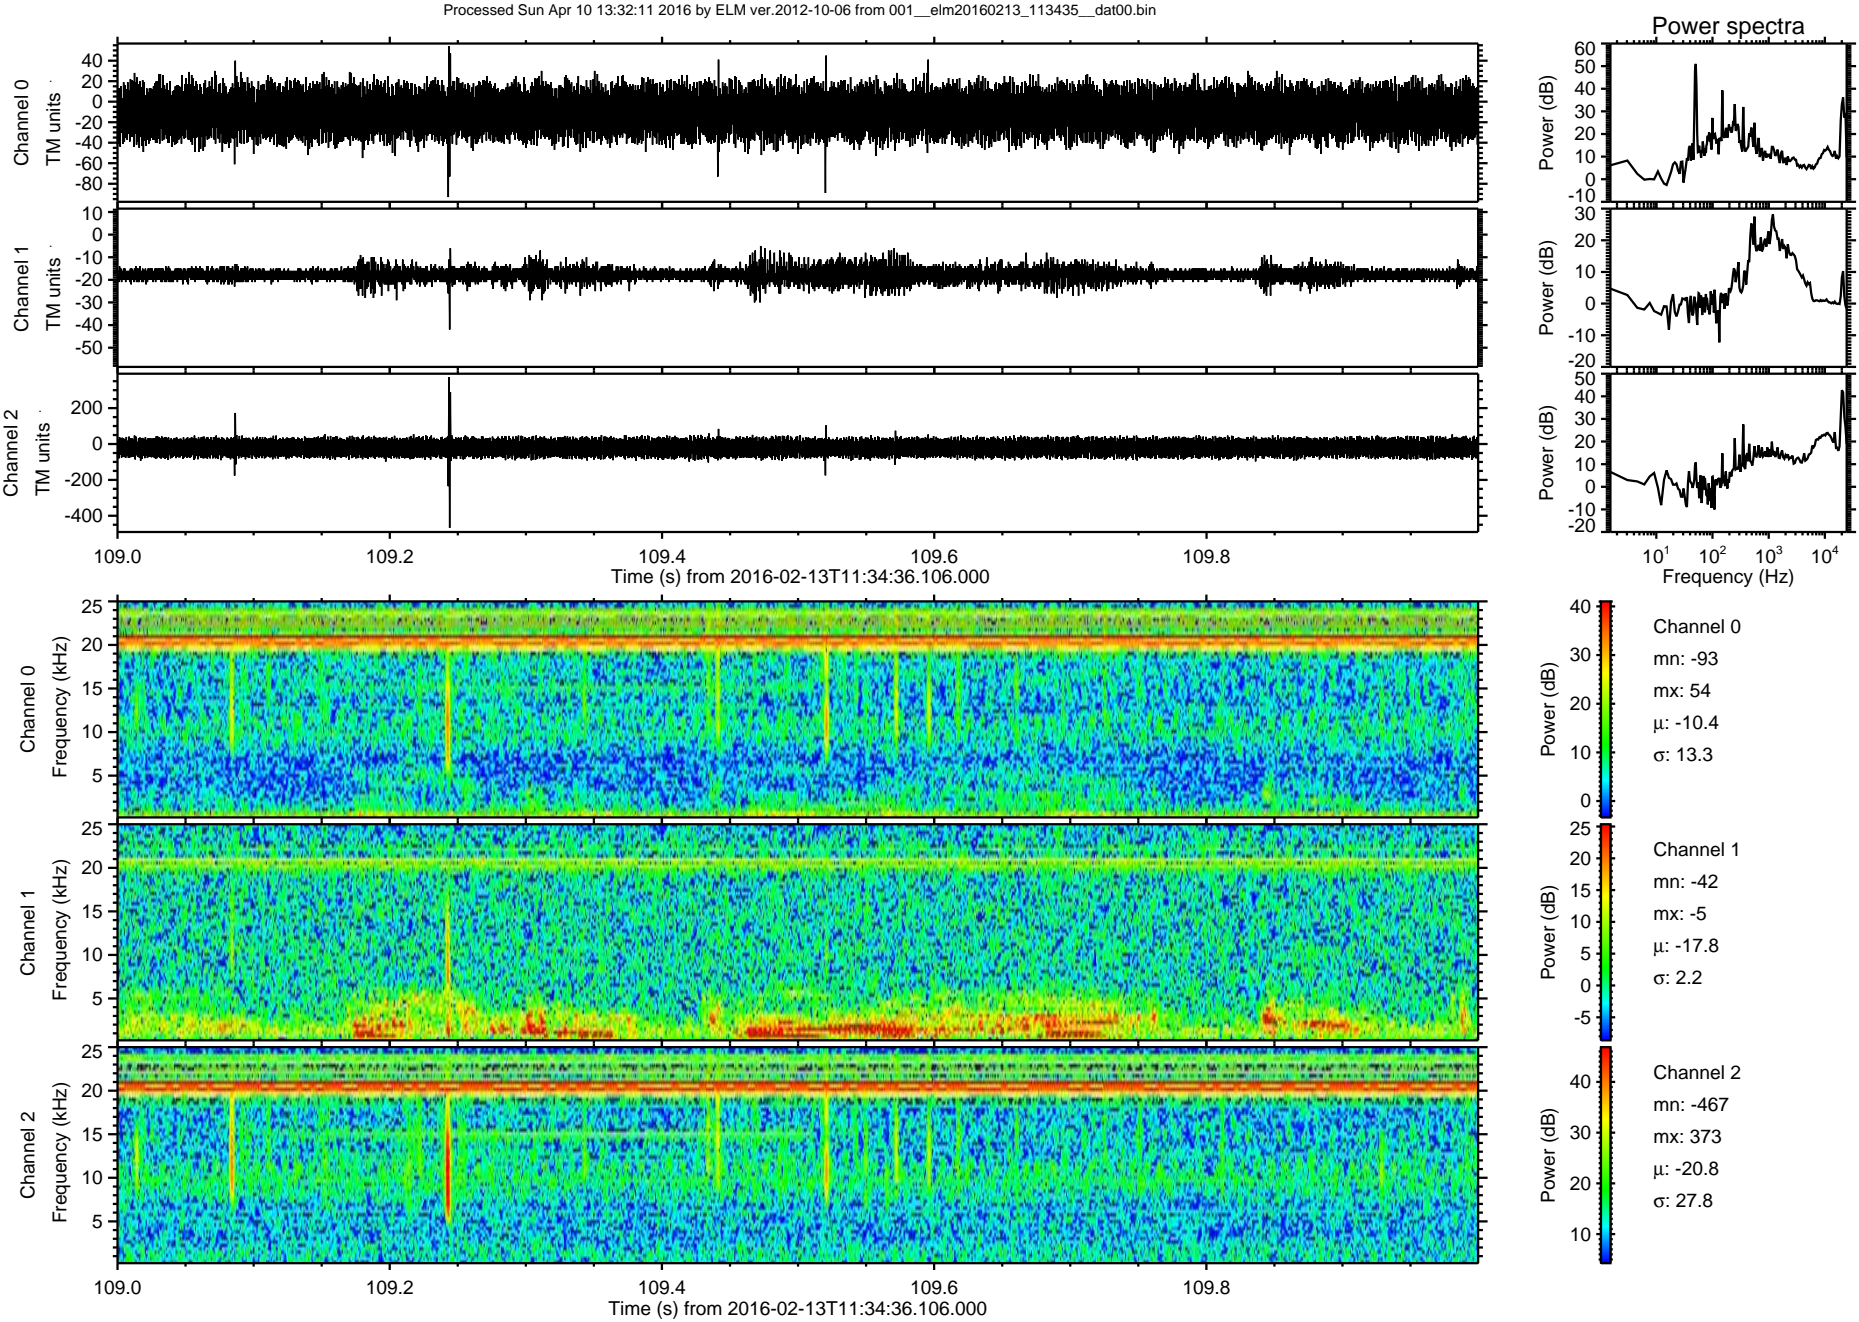 Processed Sun Apr 10 13:32:11 2016 by ELM ver.2012-10-06 from 001__elm20160213_113435__dat00.bin
Power spectra
Channel 0
TM units
40
20
0
-20
-40
-60
-80
Power (dB)
60
50
40
30
20
10
0
-10
Channel 1
TM units
10
0
-10
-20
-30
-40
-50
Power (dB)
30
20
10
0
-10
-20
Channel 2
TM units
200
0
-200
-400
Power (dB)
50
40
30
20
10
0
-10
-20
109.0 109.2 109.4 109.6 109.8
Time (s) from 2016-02-13T11:34:36.106.000
10^1 10^2 10^3 10^4
Frequency (Hz)
Channel 0
Frequency (kHz)
25
20
15
10
5
Power (dB)
40
30
20
10
0
Channel 0
mn: -93
mx: 54
μ: -10.4
σ: 13.3
Channel 1
Frequency (kHz)
25
20
15
10
5
Power (dB)
25
20
15
10
5
0
-5
Channel 1
mn: -42
mx: -5
μ: -17.8
σ: 2.2
Channel 2
Frequency (kHz)
25
20
15
10
5
Power (dB)
40
30
20
10
Channel 2
mn: -467
mx: 373
μ: -20.8
σ: 27.8
109.0 109.2 109.4 109.6 109.8
Time (s) from 2016-02-13T11:34:36.106.000